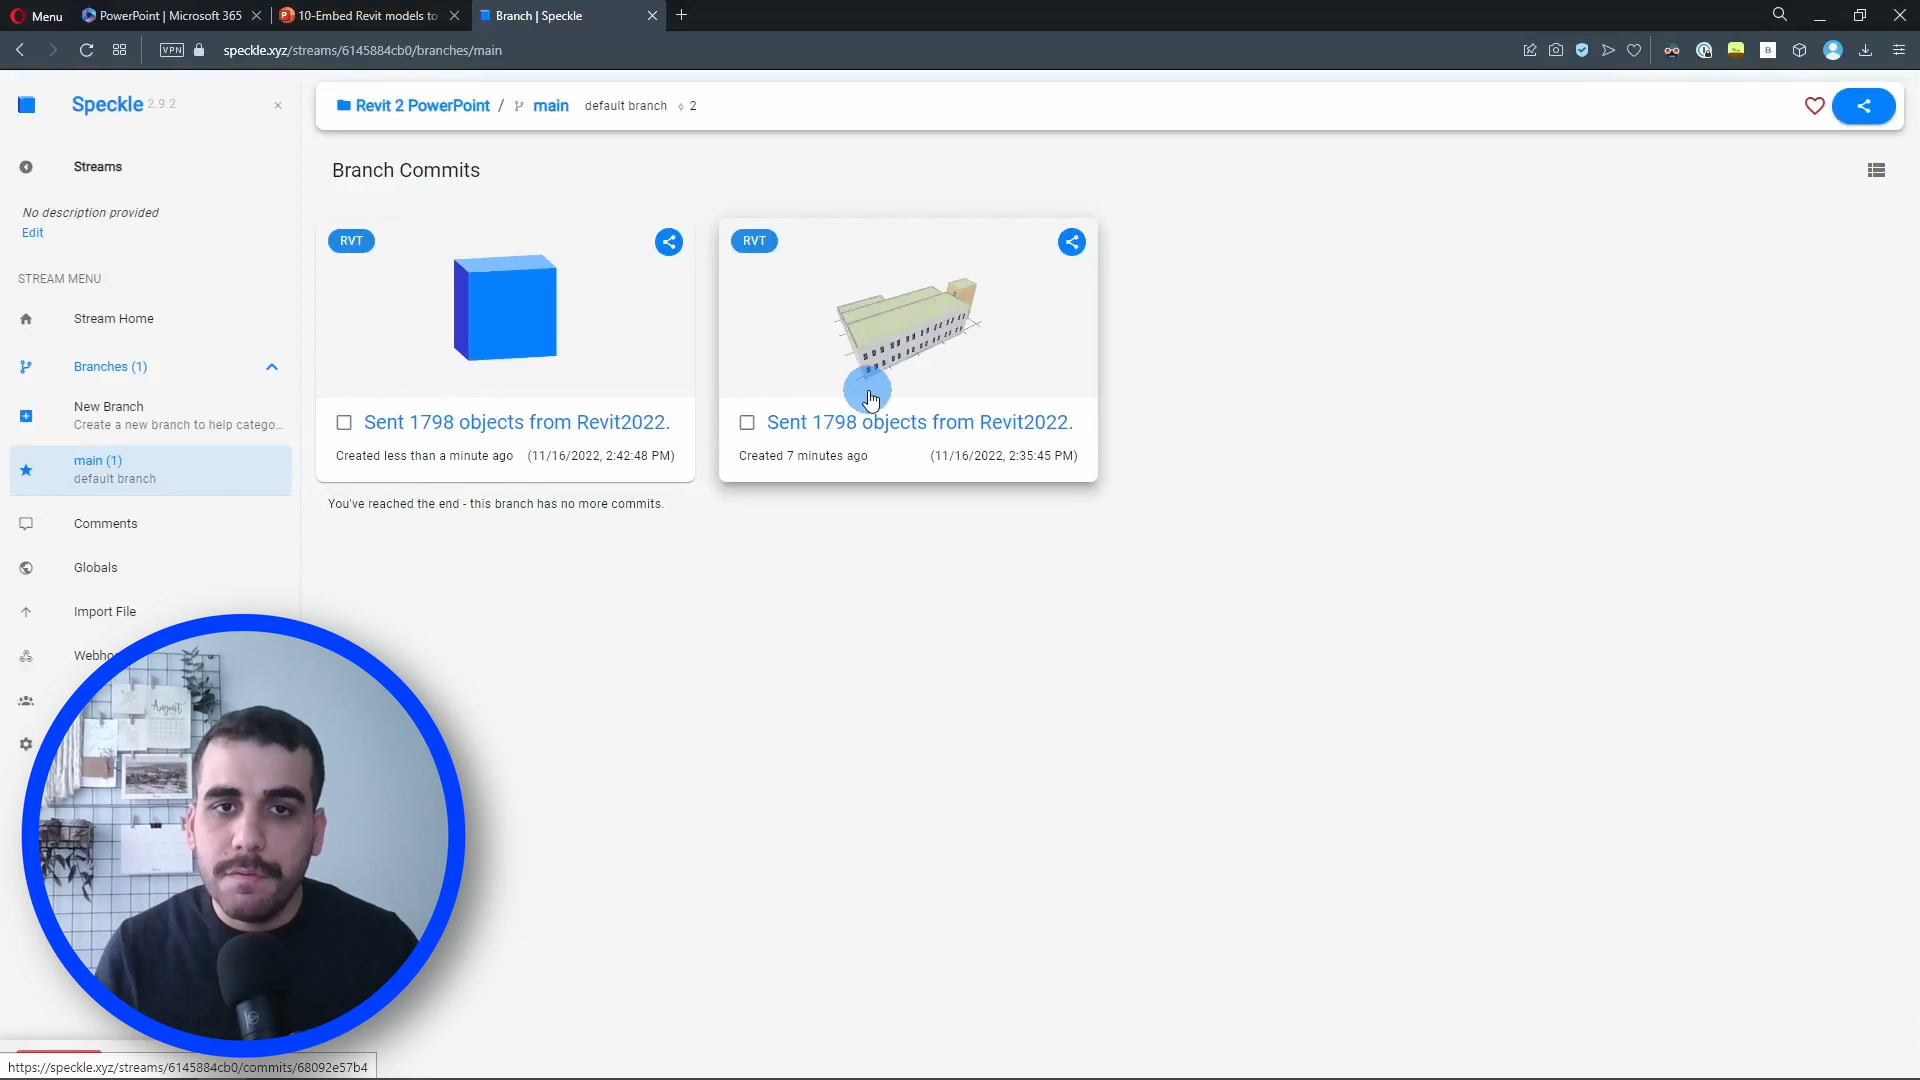 Menu
PowerPoint | Microsoft 365
10-Embed Revit models to
Branch | Speckle
VPN
speckle.xyz/streams/6145884cb0/branches/main
Speckle 2.9.2
Revit 2 PowerPoint / main default branch 2
Streams
No description provided
Edit
STREAM MENU
Stream Home
Branches (1)
New Branch
Create a new branch to help catego...
main (1)
default branch
Comments
Globals
Import File
Webho
Branch Commits
RVT
Sent 1798 objects from Revit2022.
Created less than a minute ago (11/16/2022, 2:42:48 PM)
RVT
Sent 1798 objects from Revit2022.
Created 7 minutes ago (11/16/2022, 2:35:45 PM)
You've reached the end - this branch has no more commits.
August
https://speckle.xyz/streams/6145884cb0/commits/68092e57b4